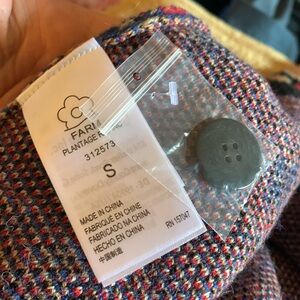 FARM
PLANTAGE
312573
S
MADE IN CHINA
FABRIQUE EN CHINE
FABRICADO NA CHINA
HECHO EN CHINA
中国制造
RN 157047